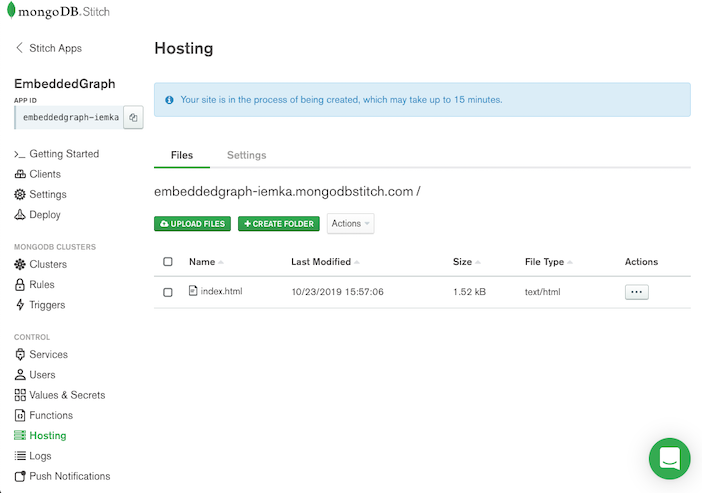 mongoDB.Stitch
Stitch Apps
EmbeddedGraph
APP ID
embeddedgraph-iemka
Getting Started
Clients
Settings
Deploy
MONGODB CLUSTERS
Clusters
Rules
Triggers
CONTROL
Services
Users
Values & Secrets
Functions
Hosting
Logs
Push Notifications
Hosting
Your site is in the process of being created, which may take up to 15 minutes.
Files Settings
embeddedgraph-iemka.mongodbstitch.com /
UPLOAD FILES + CREATE FOLDER Actions
Name Last Modified Size File Type Actions
index.html 10/23/2019 15:57:06 1.52 kB text/html ...